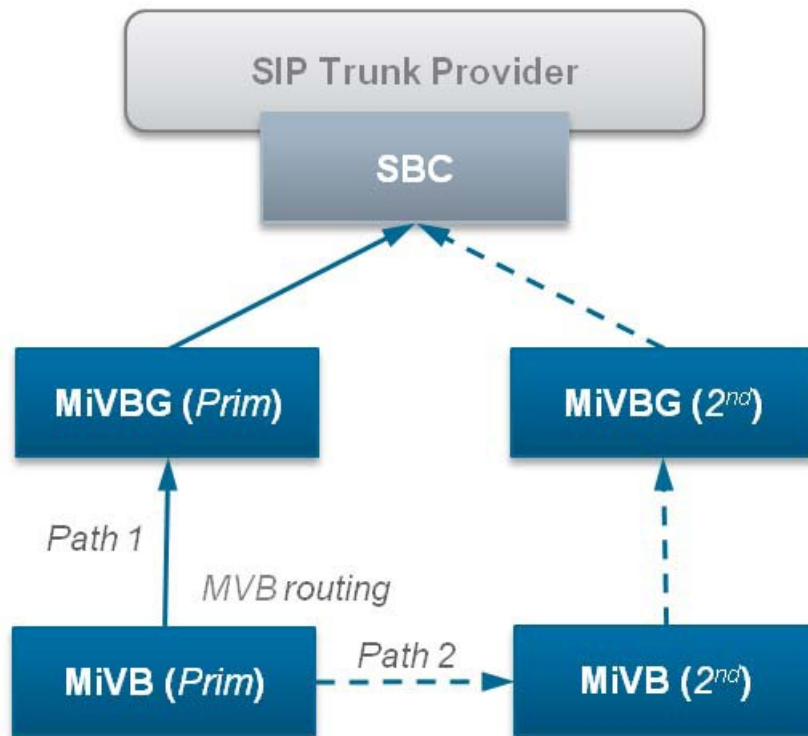 SIP Trunk Provider
SBC
MiVBG (Prim)
MiVBG (2nd)
Path 1
MVB routing
Path 2
MiVB (Prim)
MiVB (2nd)